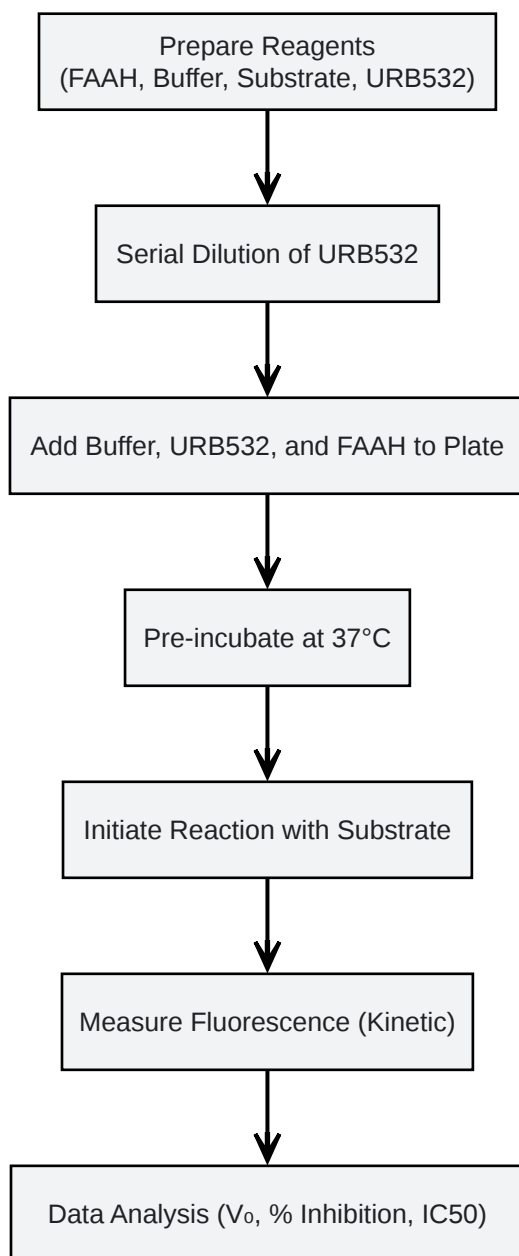 Prepare Reagents
(FAAH, Buffer, Substrate, URB532)
Serial Dilution of URB532
Add Buffer, URB532, and FAAH to Plate
Pre-incubate at 37°C
Initiate Reaction with Substrate
Measure Fluorescence (Kinetic)
Data Analysis (V₀, % Inhibition, IC50)